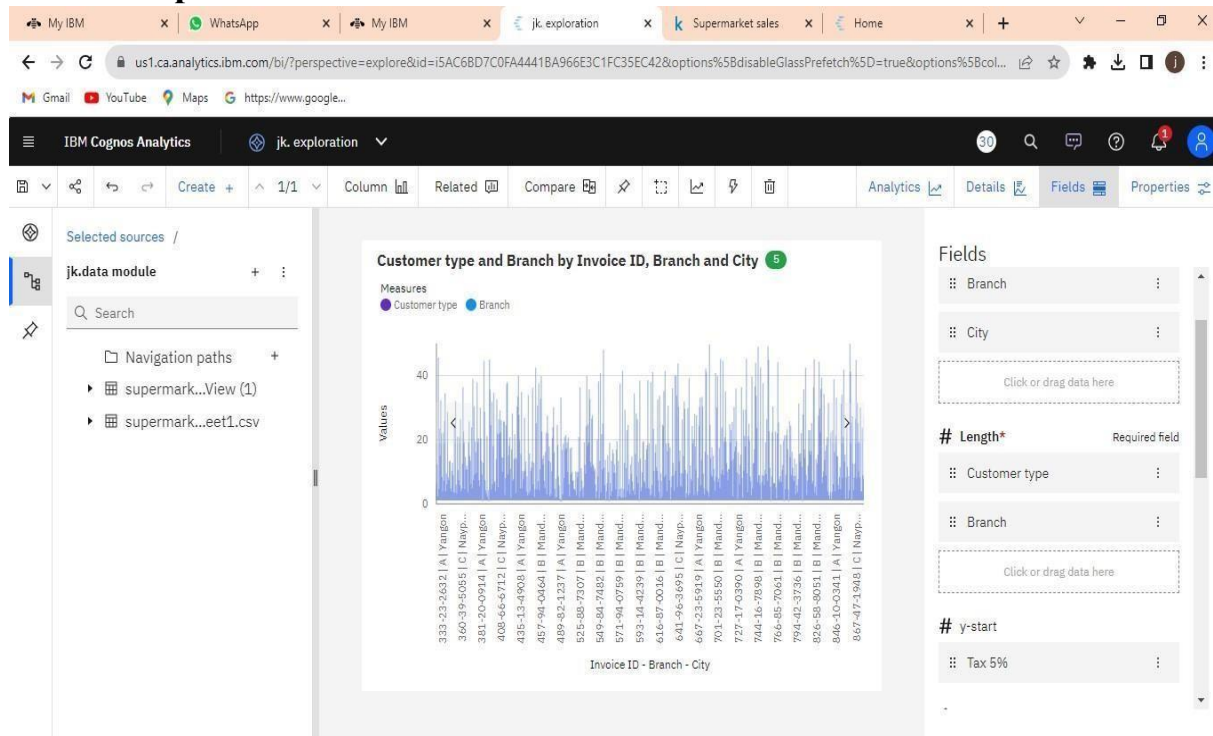 My IBM
WhatsApp
My IBM
jk. exploration
Supermarket sales
Home
us1.ca.analytics.ibm.com/bi/?perspective=explore&id=i5AC6BD7C0FA4441BA966E3C1FC35EC42&options%5BdisableGlassPrefetch%5D=true&options%5Bcol...
Gmail
YouTube
Maps
https://www.google...
IBM Cognos Analytics
jk. exploration
30
1
Create +
1/1
Column
Related
Compare
Analytics
Details
Fields
Properties
Selected sources /
jk.data module
Search
Navigation paths
supermark...View (1)
supermark...eet1.csv
Customer type and Branch by Invoice ID, Branch and City 5
Measures
Customer type
Branch
Values
40
20
0
333-23-2632 | A | Yangon
360-39-5055 | C | Nayp...
381-20-0914 | A | Yangon
408-66-6712 | C | Nayp...
435-13-4908 | A | Yangon
457-94-0464 | B | Mand...
489-82-1237 | A | Yangon
525-88-7307 | B | Mand...
549-84-7482 | B | Mand...
571-94-0759 | B | Mand...
593-14-4239 | B | Mand...
616-87-0016 | B | Mand...
641-96-3695 | C | Nayp...
667-23-5919 | A | Yangon
701-23-5550 | B | Mand...
727-17-0390 | A | Yangon
744-16-7898 | B | Mand...
766-85-7061 | B | Mand...
794-42-3736 | B | Mand...
826-58-8051 | B | Mand...
846-10-0341 | A | Yangon
867-47-1948 | C | Nayp...
Invoice ID - Branch - City
Fields
Branch
City
Click or drag data here
# Length*
Required field
Customer type
Branch
Click or drag data here
# y-start
Tax 5%